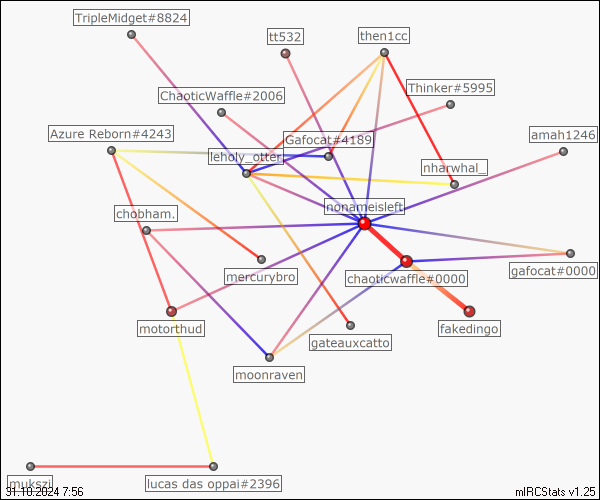 TripleMidget#8824
tt532
then1cc
Thinker#5995
ChaoticWaffle#2006
Azure Reborn#4243
Gafocat#4189
amah1246
leholy_otter
nharwhal_
nonameisleft
chobham.
mercurybro
chaoticwaffle#0000
gafocat#0000
motorthud
fakedingo
gateauxcatto
moonraven
mukszi
lucas das oppai#2396
31.10.2024 7:56
mIRCStats v1.25